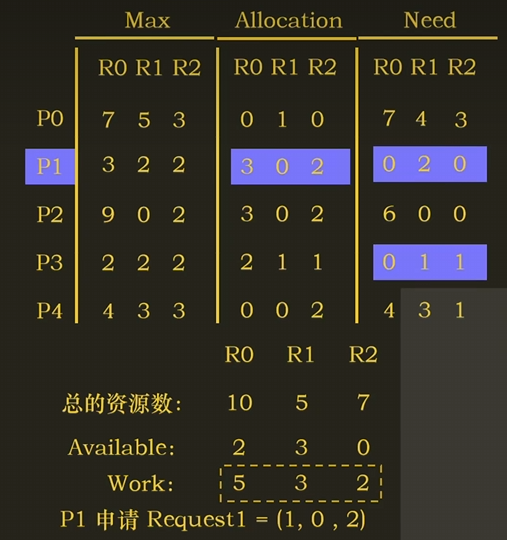 Max Allocation Need
R0 R1 R2 R0 R1 R2 R0 R1 R2
P0 7 5 3 0 1 0 7 4 3
P1 3 2 2 3 0 2 0 2 0
P2 9 0 2 3 0 2 6 0 0
P3 2 2 2 2 1 1 0 1 1
P4 4 3 3 0 0 2 4 3 1
R0 R1 R2
总的资源数: 10 5 7
Available: 2 3 0
Work: 5 3 2
P1 申请 Request1 = (1, 0 , 2)